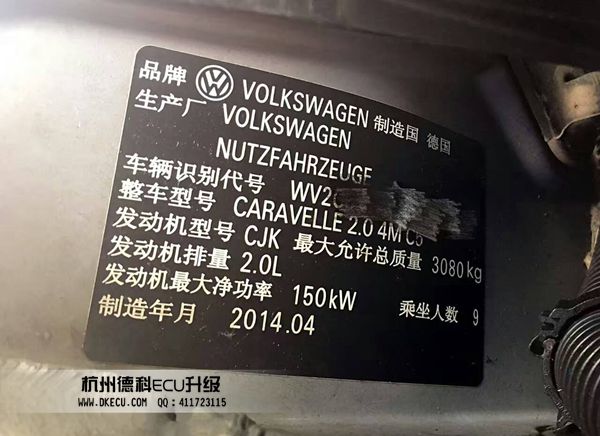 品牌 VOLKSWAGEN 制造国 德国
生产厂 VOLKSWAGEN
NUTZFAHRZEUGE
车辆识别代号 WV2
整车型号 CARAVELLE 2.0 4M C5
发动机型号 CJK 最大允许总质量 3080kg
发动机排量 2.0L
发动机最大净功率 150kW 乘坐人数 9
制造年月 2014.04
杭州德科ECU升级
www.DKECU.com QQ:411723115